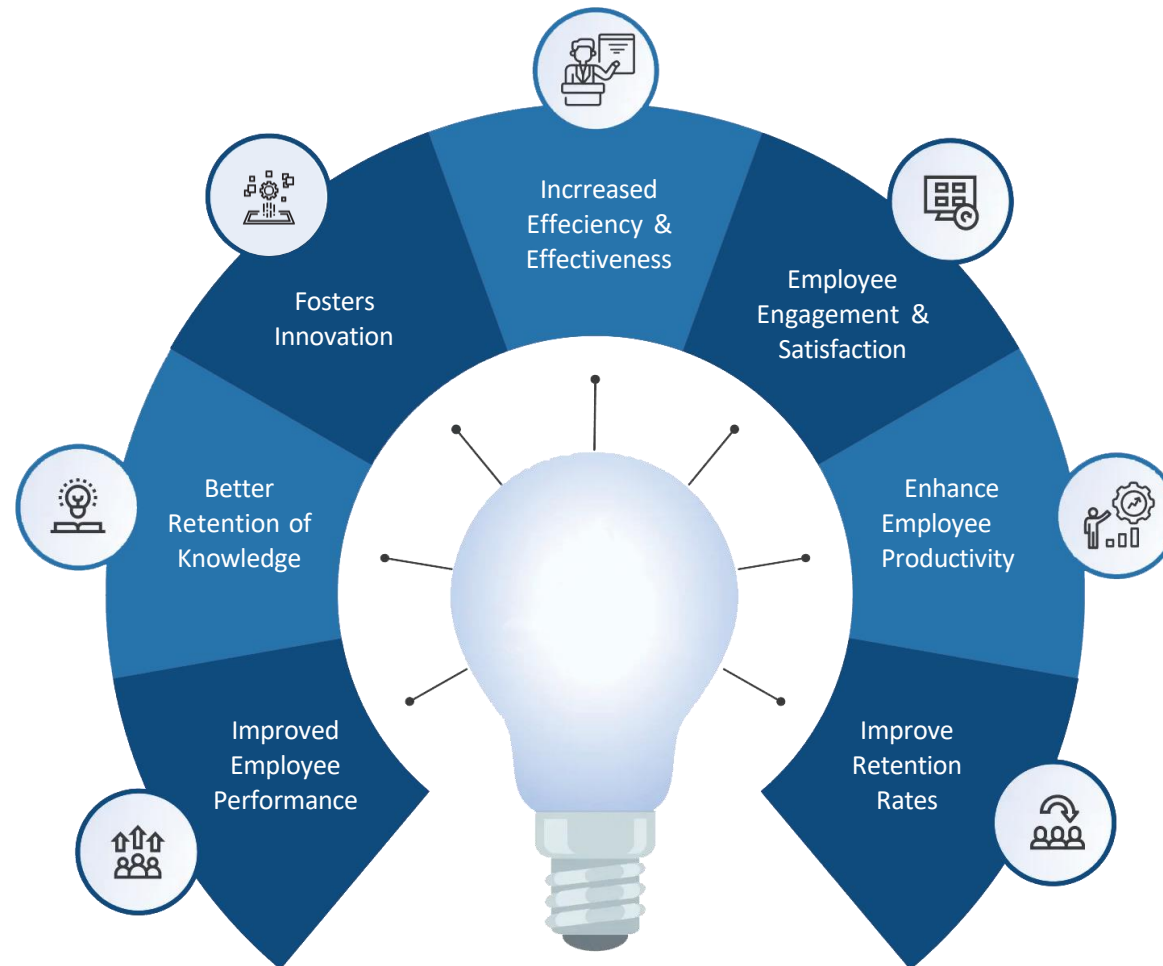 Incrreased
Effeciency &
Effectiveness
Fosters
Innovation
Employee
Engagement &
Satisfaction
Better
Retention of
Knowledge
Enhance
Employee
Productivity
Improved
Employee
Performance
Improve
Retention
Rates